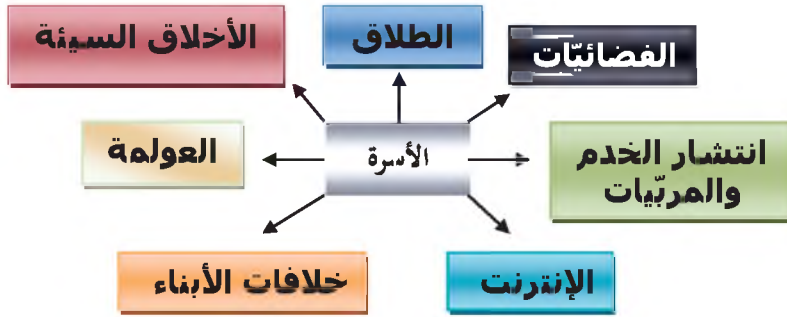 الفضائيّات
الطلاق
الأخلاق السيئة
انتشار الخدم
والمربّيات
الأسرة
العولمة
الإنترنت
خلافات الأبناء